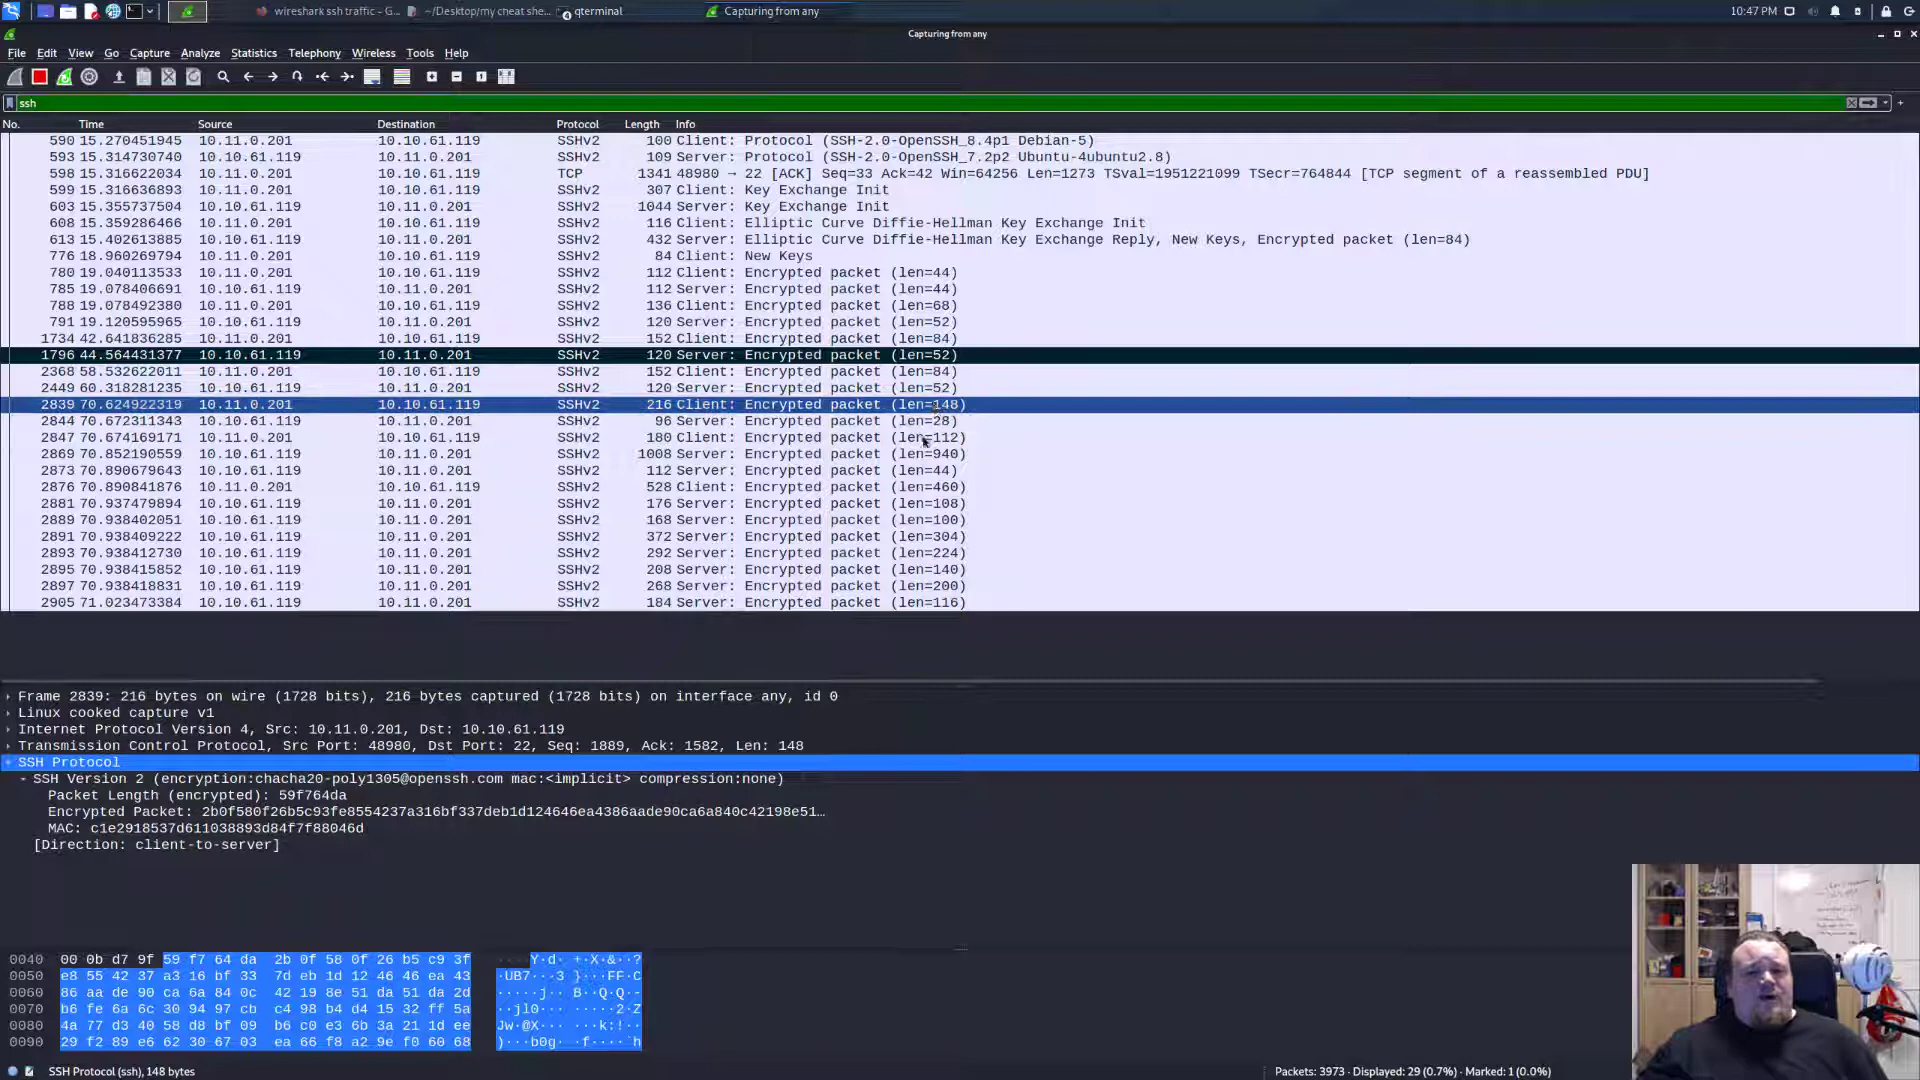 wireshark ssh traffic - G...
~/Desktop/my cheat she...
4
qterminal
Capturing from any
10:47 PM
Capturing from any
File Edit View Go Capture Analyze Statistics Telephony Wireless Tools Help
ssh
No. Time Source Destination Protocol Length Info
590 15.270451945 10.11.0.201 10.10.61.119 SSHv2 100 Client: Protocol (SSH-2.0-OpenSSH_8.4p1 Debian-5)
593 15.314730740 10.10.61.119 10.11.0.201 SSHv2 109 Server: Protocol (SSH-2.0-OpenSSH_7.2p2 Ubuntu-4ubuntu2.8)
598 15.316622034 10.11.0.201 10.10.61.119 TCP 1341 48980 → 22 [ACK] Seq=33 Ack=42 Win=64256 Len=1273 TSval=1951221099 TSecr=764844 [TCP segment of a reassembled PDU]
599 15.316636893 10.11.0.201 10.10.61.119 SSHv2 307 Client: Key Exchange Init
603 15.355737504 10.10.61.119 10.11.0.201 SSHv2 1044 Server: Key Exchange Init
608 15.359286466 10.11.0.201 10.10.61.119 SSHv2 116 Client: Elliptic Curve Diffie-Hellman Key Exchange Init
613 15.402613885 10.10.61.119 10.11.0.201 SSHv2 432 Server: Elliptic Curve Diffie-Hellman Key Exchange Reply, New Keys, Encrypted packet (len=84)
776 18.960269794 10.11.0.201 10.10.61.119 SSHv2 84 Client: New Keys
780 19.040113533 10.11.0.201 10.10.61.119 SSHv2 112 Client: Encrypted packet (len=44)
785 19.078406691 10.10.61.119 10.11.0.201 SSHv2 112 Server: Encrypted packet (len=44)
788 19.078492380 10.11.0.201 10.10.61.119 SSHv2 136 Client: Encrypted packet (len=68)
791 19.120595965 10.10.61.119 10.11.0.201 SSHv2 120 Server: Encrypted packet (len=52)
1734 42.641836285 10.11.0.201 10.10.61.119 SSHv2 152 Client: Encrypted packet (len=84)
1796 44.564431377 10.10.61.119 10.11.0.201 SSHv2 120 Server: Encrypted packet (len=52)
2368 58.532622011 10.11.0.201 10.10.61.119 SSHv2 152 Client: Encrypted packet (len=84)
2449 60.318281235 10.10.61.119 10.11.0.201 SSHv2 120 Server: Encrypted packet (len=52)
2839 70.624922319 10.11.0.201 10.10.61.119 SSHv2 216 Client: Encrypted packet (len=148)
2844 70.672311343 10.10.61.119 10.11.0.201 SSHv2 96 Server: Encrypted packet (len=28)
2847 70.674169171 10.11.0.201 10.10.61.119 SSHv2 180 Client: Encrypted packet (len=112)
2869 70.852190559 10.10.61.119 10.11.0.201 SSHv2 1008 Server: Encrypted packet (len=940)
2873 70.890679643 10.10.61.119 10.11.0.201 SSHv2 112 Server: Encrypted packet (len=44)
2876 70.890841876 10.11.0.201 10.10.61.119 SSHv2 528 Client: Encrypted packet (len=460)
2881 70.937479894 10.10.61.119 10.11.0.201 SSHv2 176 Server: Encrypted packet (len=108)
2889 70.938402051 10.10.61.119 10.11.0.201 SSHv2 168 Server: Encrypted packet (len=100)
2891 70.938409222 10.10.61.119 10.11.0.201 SSHv2 372 Server: Encrypted packet (len=304)
2893 70.938412730 10.10.61.119 10.11.0.201 SSHv2 292 Server: Encrypted packet (len=224)
2895 70.938415852 10.10.61.119 10.11.0.201 SSHv2 208 Server: Encrypted packet (len=140)
2897 70.938418831 10.10.61.119 10.11.0.201 SSHv2 268 Server: Encrypted packet (len=200)
2905 71.023473384 10.10.61.119 10.11.0.201 SSHv2 184 Server: Encrypted packet (len=116)
Frame 2839: 216 bytes on wire (1728 bits), 216 bytes captured (1728 bits) on interface any, id 0
Linux cooked capture v1
Internet Protocol Version 4, Src: 10.11.0.201, Dst: 10.10.61.119
Transmission Control Protocol, Src Port: 48980, Dst Port: 22, Seq: 1889, Ack: 1582, Len: 148
SSH Protocol
SSH Version 2 (encryption:chacha20-poly1305@openssh.com mac:<implicit> compression:none)
Packet Length (encrypted): 59f764da
Encrypted Packet: 2b0f580f26b5c93fe8554237a316bf337deb1d124646ea4386aade90ca6a840c42198e51…
MAC: c1e2918537d611038893d84f7f88046d
[Direction: client-to-server]
0040 00 0b d7 9f 59 f7 64 da 2b 0f 58 0f 26 b5 c9 3f ····Y·d· +·X·&··?
0050 e8 55 42 37 a3 16 bf 33 7d eb 1d 12 46 46 ea 43 ·UB7···3 }···FF·C
0060 86 aa de 90 ca 6a 84 0c 42 19 8e 51 da 51 da 2d ·····j·· B··Q·Q·-
0070 b6 fe 6a 6c 30 94 97 cb c4 98 b4 d4 15 32 ff 5a ··jl0··· ·····2·Z
0080 4a 77 d3 40 58 d8 bf 09 b6 c0 e3 6b 3a 21 1d ee Jw·@X··· ···k:!··
0090 29 f2 89 e6 62 30 67 03 ea 66 f8 a2 9e f0 60 68 )···b0g· ·f····`h
SSH Protocol (ssh), 148 bytes
Packets: 3973 · Displayed: 29 (0.7%) · Marked: 1 (0.0%)